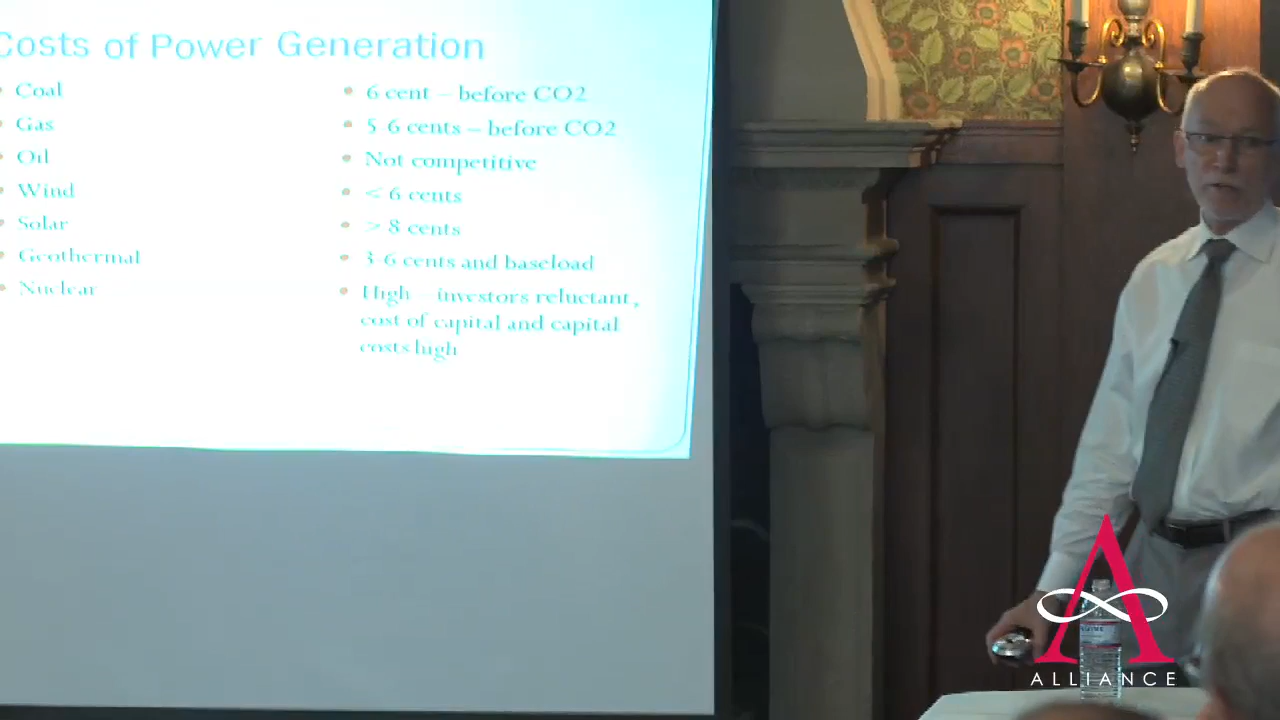 Costs of Power Generation
Coal
Gas
Oil
Wind
Solar
Geothermal
Nuclear
6 cent – before CO2
5-6 cents – before CO2
Not competitive
< 6 cents
> 8 cents
3-6 cents and baseload
High – investors reluctant,
cost of capital and capital
costs high
A
ALLIANCE